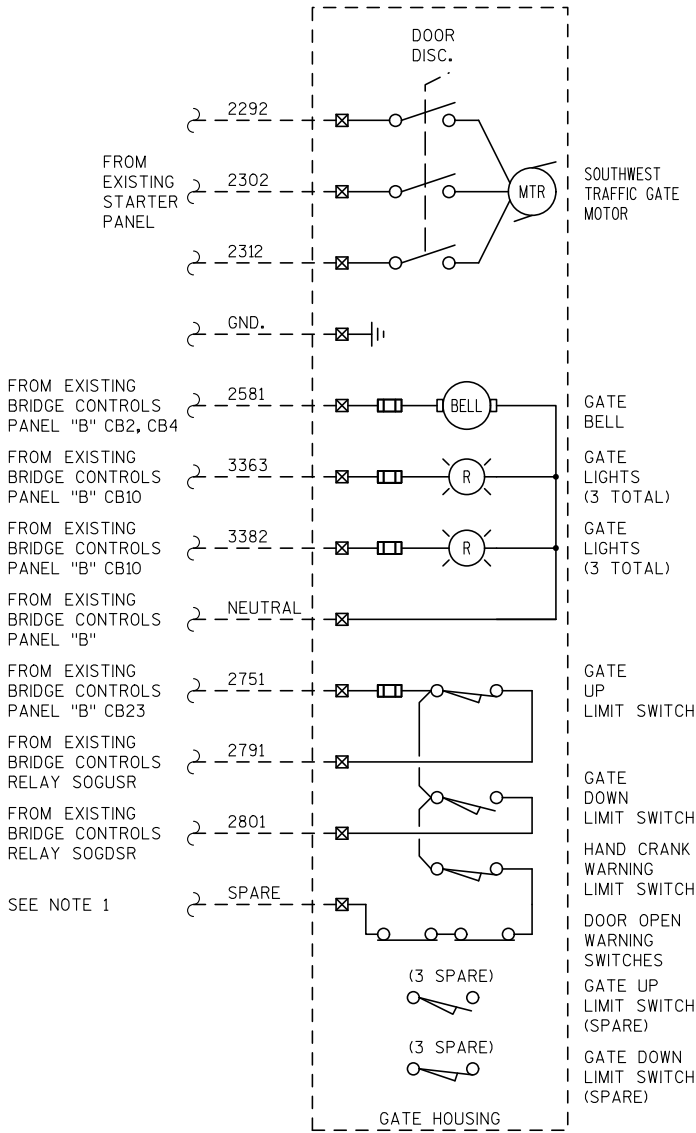 DOOR
DISC.
2292
FROM
EXISTING
STARTER
PANEL
2302
MTR
SOUTHWEST
TRAFFIC GATE
MOTOR
2312
GND.
FROM EXISTING
BRIDGE CONTROLS
PANEL "B" CB2, CB4
2581
BELL
GATE
BELL
FROM EXISTING
BRIDGE CONTROLS
PANEL "B" CB10
3363
R
GATE
LIGHTS
(3 TOTAL)
FROM EXISTING
BRIDGE CONTROLS
PANEL "B" CB10
3382
R
GATE
LIGHTS
(3 TOTAL)
FROM EXISTING
BRIDGE CONTROLS
PANEL "B"
NEUTRAL
FROM EXISTING
BRIDGE CONTROLS
PANEL "B" CB23
2751
GATE
UP
LIMIT SWITCH
FROM EXISTING
BRIDGE CONTROLS
RELAY SOGUSR
2791
GATE
DOWN
LIMIT SWITCH
FROM EXISTING
BRIDGE CONTROLS
RELAY SOGDSR
2801
HAND CRANK
WARNING
LIMIT SWITCH
SEE NOTE 1
SPARE
DOOR OPEN
WARNING
SWITCHES
(3 SPARE)
GATE UP
LIMIT SWITCH
(SPARE)
(3 SPARE)
GATE DOWN
LIMIT SWITCH
(SPARE)
GATE HOUSING